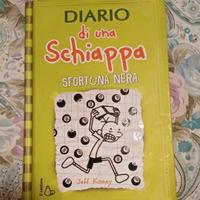 DIARIO
di una
Schiappa
SFORTUNA NERA
Jeff Kinney